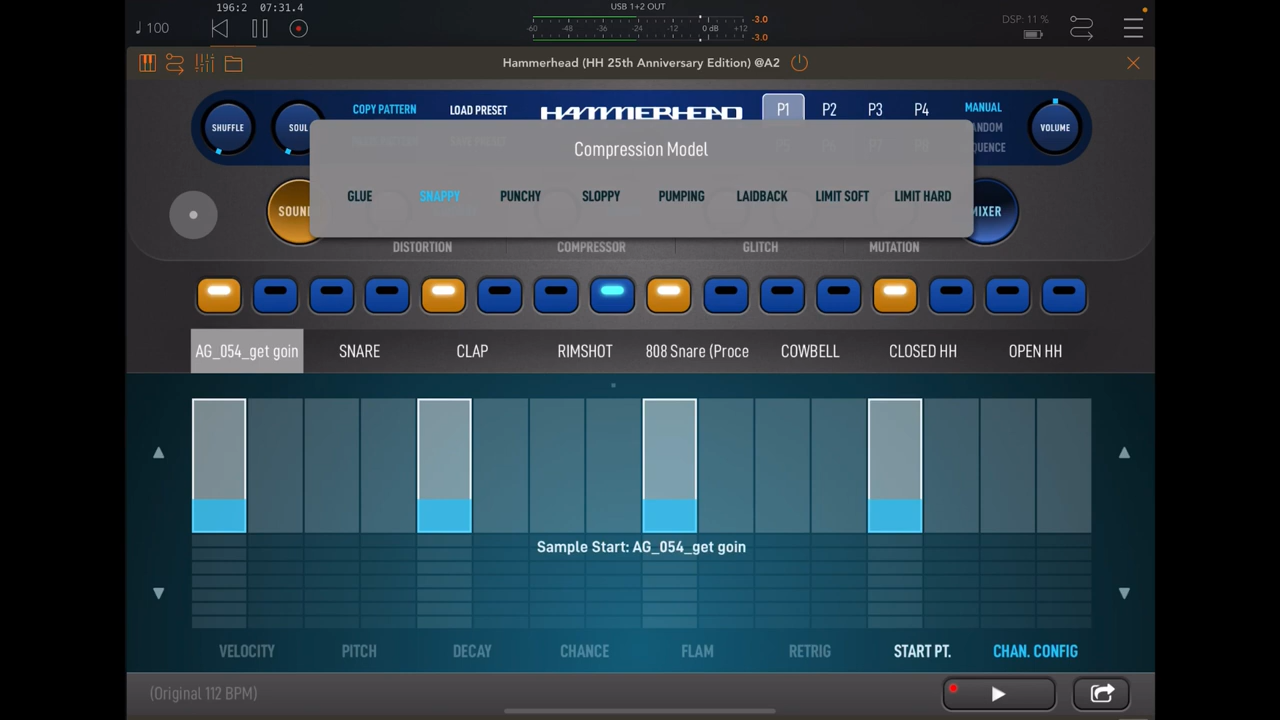 196:2 07:31.4
USB 1+2 OUT
♩ 100
-60 -48 -36 -24 -12 0 dB +12
-3.0
-3.0
DSP: 11 %
Hammerhead (HH 25th Anniversary Edition) @A2
SHUFFLE
SOUL
COPY PATTERN
LOAD PRESET
HAMMERHEAD
P1 P2 P3 P4
MANUAL
VOLUME
Compression Model
GLUE SNAPPY PUNCHY SLOPPY PUMPING LAIDBACK LIMIT SOFT LIMIT HARD
DISTORTION COMPRESSOR GLITCH MUTATION
AG_054_get goin SNARE CLAP RIMSHOT 808 Snare (Proce COWBELL CLOSED HH OPEN HH
Sample Start: AG_054_get goin
VELOCITY PITCH DECAY CHANCE FLAM RETRIG START PT. CHAN. CONFIG
(Original 112 BPM)